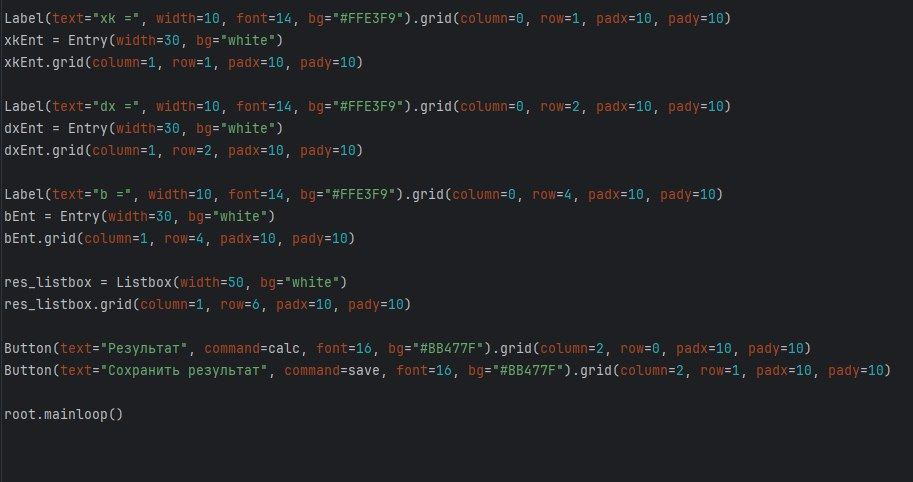 Label(text="xk =", width=10, font=14, bg="#FFE3F9").grid(column=0, row=1, padx=10, pady=10)
xkEnt = Entry(width=30, bg="white")
xkEnt.grid(column=1, row=1, padx=10, pady=10)
Label(text="dx =", width=10, font=14, bg="#FFE3F9").grid(column=0, row=2, padx=10, pady=10)
dxEnt = Entry(width=30, bg="white")
dxEnt.grid(column=1, row=2, padx=10, pady=10)
Label(text="b =", width=10, font=14, bg="#FFE3F9").grid(column=0, row=4, padx=10, pady=10)
bEnt = Entry(width=30, bg="white")
bEnt.grid(column=1, row=4, padx=10, pady=10)
res_listbox = Listbox(width=50, bg="white")
res_listbox.grid(column=1, row=6, padx=10, pady=10)
Button(text="Результат", command=calc, font=16, bg="#BB477F").grid(column=2, row=0, padx=10, pady=10)
Button(text="Сохранить результат", command=save, font=16, bg="#BB477F").grid(column=2, row=1, padx=10, pady=10)
root.mainloop()